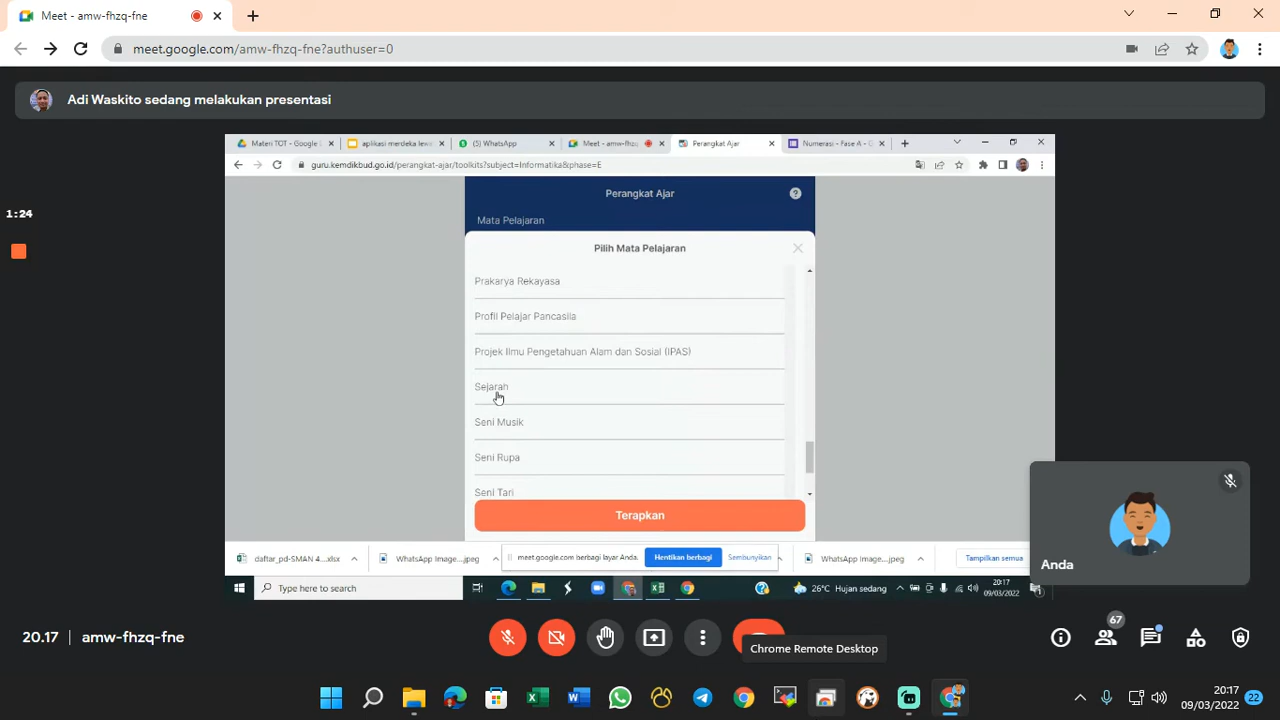 Meet - amw-fhzq-fne
meet.google.com/amw-fhzq-fne?authuser=0
Adi Waskito sedang melakukan presentasi
Materi TOT - Google
aplikasi merdeka lewa
(5) WhatsApp
Meet - amw-fhzq
Perangkat Ajar
Numerasi - Fase A - G
guru.kemdikbud.go.id/perangkat-ajar/toolkits?subject=Informatika&phase=E
Perangkat Ajar
Mata Pelajaran
1:24
Pilih Mata Pelajaran
Prakarya Rekayasa
Profil Pelajar Pancasila
Projek Ilmu Pengetahuan Alam dan Sosial (IPAS)
Sejarah
Seni Musik
Seni Rupa
Seni Tari
Terapkan
daftar_pd-SMAN 4....xlsx
WhatsApp Image....jpeg
meet.google.com berbagi layar Anda.
Hentikan berbagi
Sembunyikan
WhatsApp Image....jpeg
Tampilkan semua
Anda
Type here to search
26°C Hujan sedang
20:17
09/03/2022
20.17
amw-fhzq-fne
Chrome Remote Desktop
67
20:17
09/03/2022
22